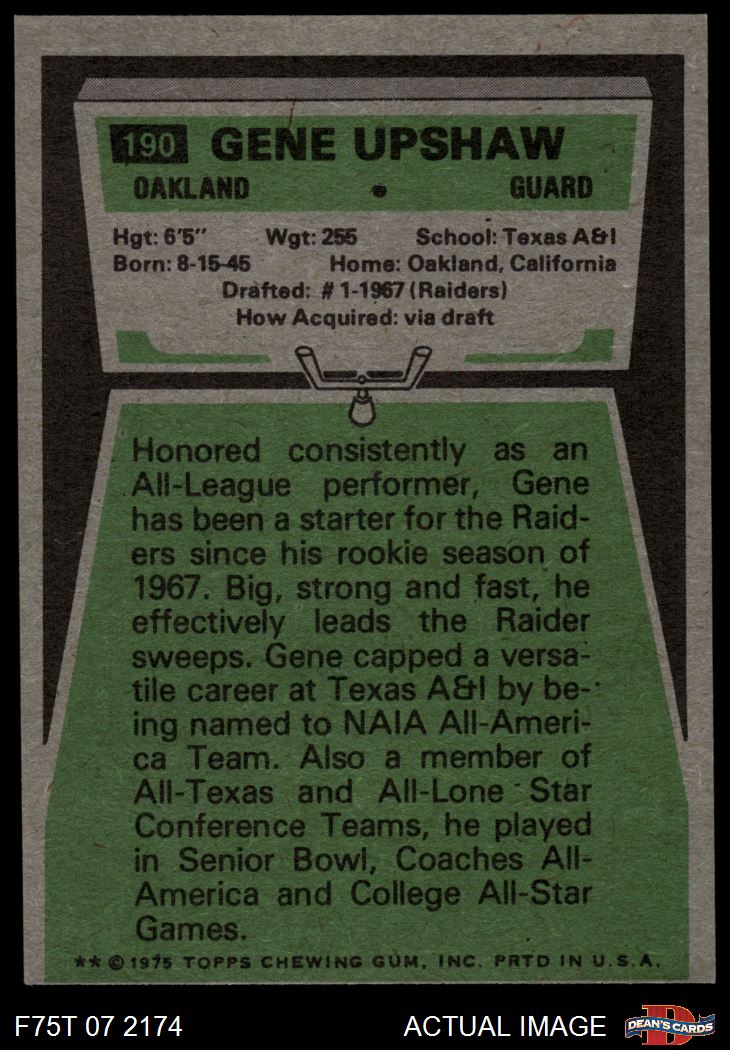 190 GENE UPSHAW
OAKLAND • GUARD
Hgt: 6'5" Wgt: 255 School: Texas A&I
Born: 8-15-45 Home: Oakland, California
Drafted: # 1-1967 (Raiders)
How Acquired: via draft
Honored consistently as an
All-League performer, Gene
has been a starter for the Raid-
ers since his rookie season of
1967. Big, strong and fast, he
effectively leads the Raider
sweeps. Gene capped a versa-
tile career at Texas A&I by be-
ing named to NAIA All-Ameri-
ca Team. Also a member of
All-Texas and All-Lone Star
Conference Teams, he played
in Senior Bowl, Coaches All-
America and College All-Star
Games.
** © 1975 TOPPS CHEWING GUM, INC. PRTD IN U.S.A.
F75T 07 2174 ACTUAL IMAGE D DEAN'S CARDS